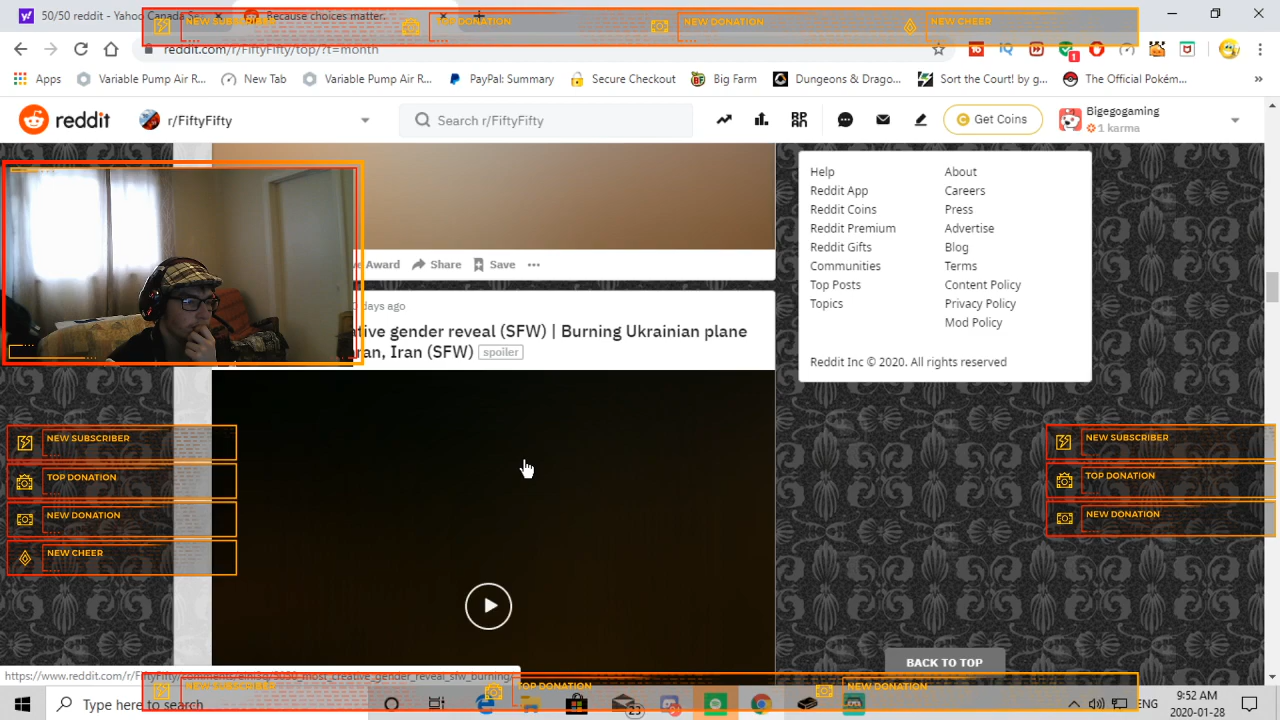 50/50 reddit - Yahoo Canada
Because choices matter.
NEW SUBSCRIBER
TOP DONATION
NEW DONATION
NEW CHEER
reddit.com/r/FiftyFifty/top/?t=month
Apps
Variable Pump Air R...
New Tab
Variable Pump Air R...
PayPal: Summary
Secure Checkout
Big Farm
Dungeons & Drago...
Sort the Court! by g...
The Official Pokém...
»
reddit
r/FiftyFifty
Search r/FiftyFifty
Get Coins
Bigegogaming
1 karma
Help
About
Reddit App
Careers
Reddit Coins
Press
Reddit Premium
Advertise
Reddit Gifts
Blog
Communities
Terms
Top Posts
Content Policy
Topics
Privacy Policy
Mod Policy
Reddit Inc © 2020. All rights reserved
Award
Share
Save
days ago
tive gender reveal (SFW) | Burning Ukrainian plane
ran, Iran (SFW) spoiler
NEW SUBSCRIBER
TOP DONATION
NEW DONATION
NEW CHEER
NEW SUBSCRIBER
TOP DONATION
NEW DONATION
BACK TO TOP
NEW SUBSCRIBER
TOP DONATION
NEW DONATION
Type here to search
ENG
9:52 AM
2020-01-28